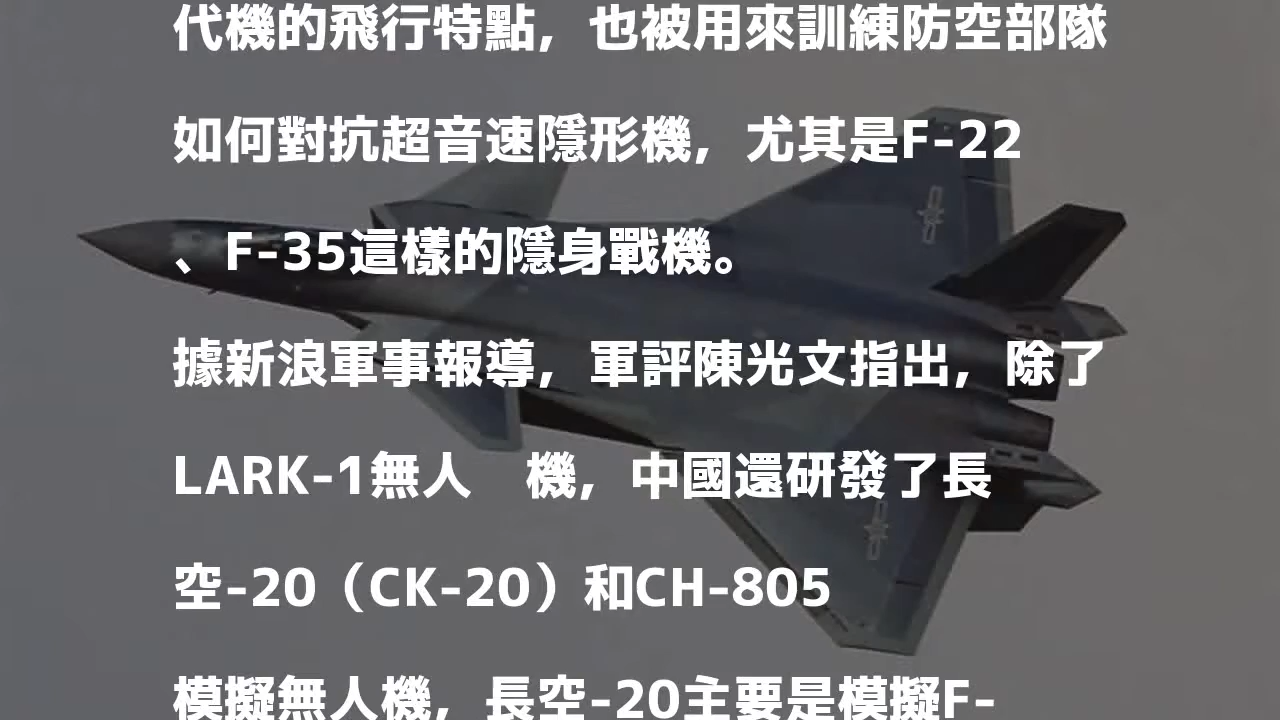 代機的飛行特點，也被用來訓練防空部隊
如何對抗超音速隱形機，尤其是F-22
、F-35這樣的隱身戰機。
據新浪軍事報導，軍評陳光文指出，除了
LARK-1無人　機，中國還研發了長
空-20（CK-20）和CH-805
模擬無人機，長空-20主要是模擬F-